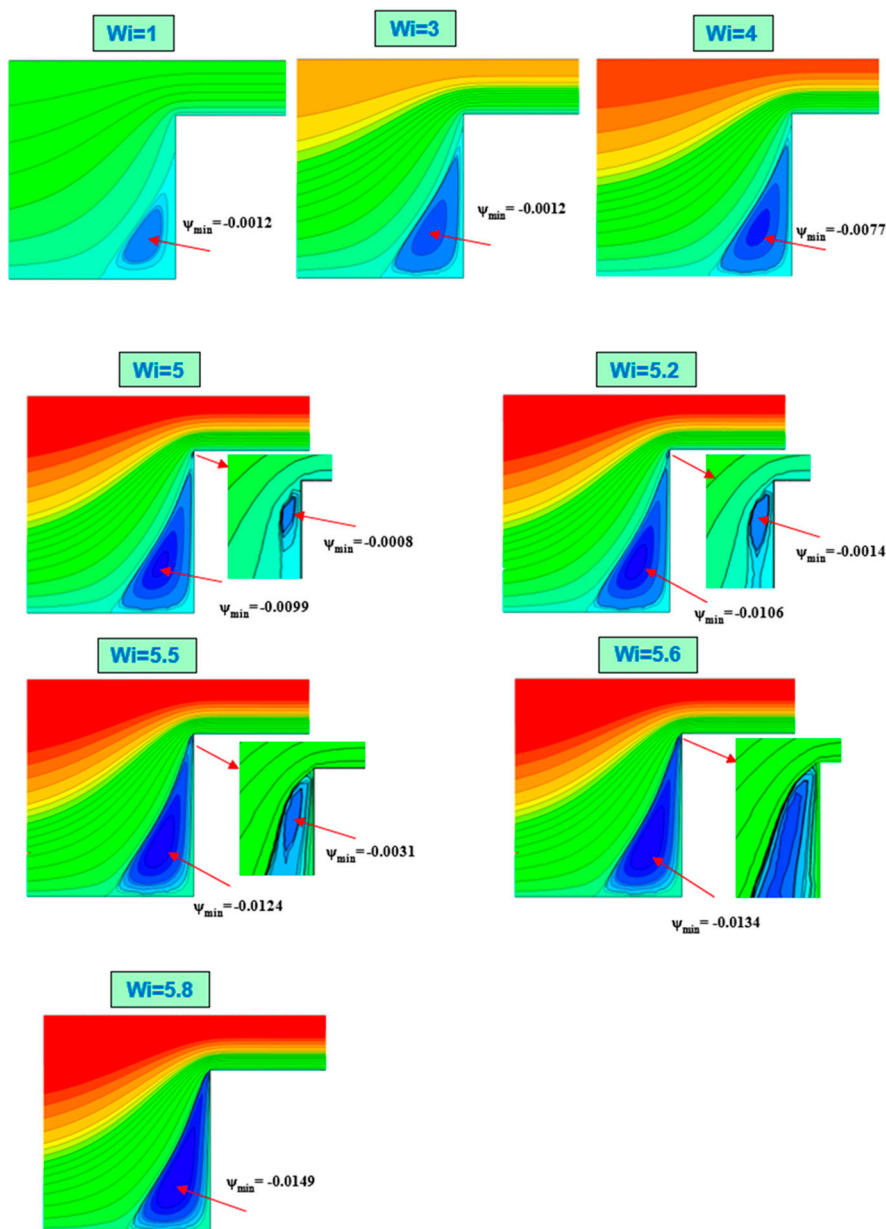 Wi=1
Wi=3
Wi=4
ψmin= -0.0012
ψmin= -0.0012
ψmin= -0.0077
Wi=5
Wi=5.2
ψmin= -0.0008
ψmin= -0.0014
ψmin= -0.0099
ψmin= -0.0106
Wi=5.5
Wi=5.6
ψmin= -0.0031
ψmin= -0.0124
ψmin= -0.0134
Wi=5.8
ψmin= -0.0149